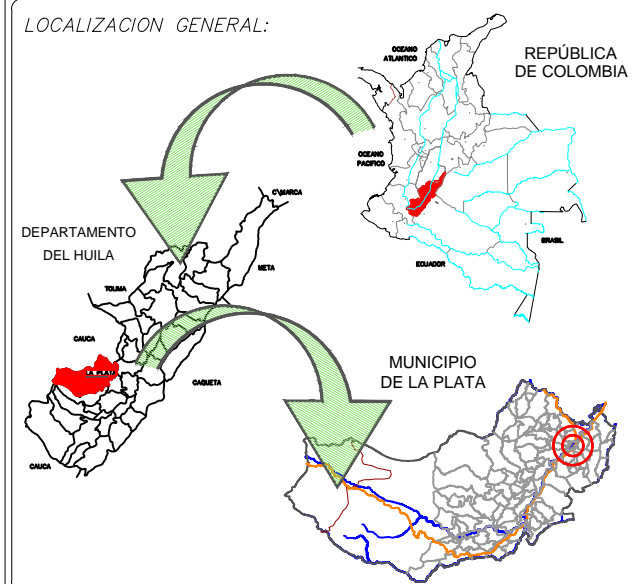 LOCALIZACION GENERAL:
OCEANO
ATLANTICO
REPÚBLICA
DE COLOMBIA
OCEANO
PACIFICO
BRASIL
ECUADOR
C\MARCA
DEPARTAMENTO
DEL HUILA
META
TOLIMA
CAUCA
LA PLATA
CAQUETA
CAUCA
MUNICIPIO
DE LA PLATA